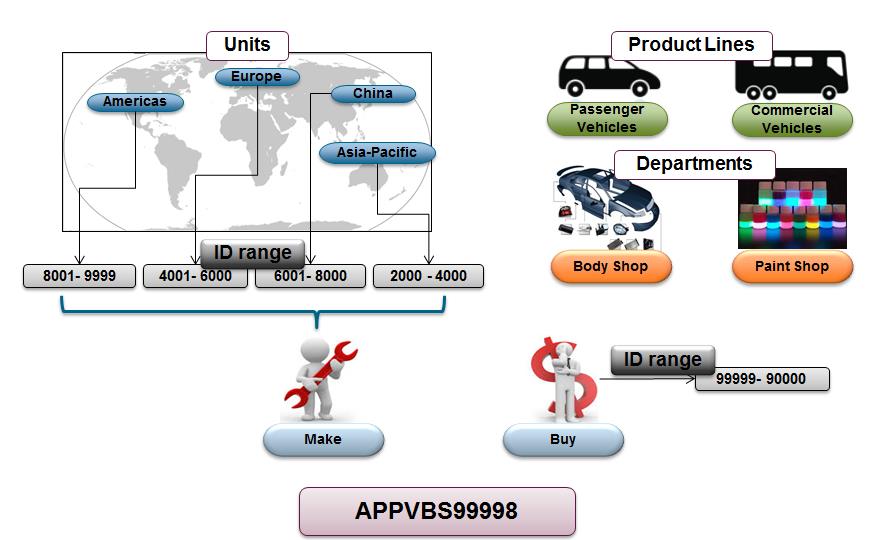 Units
Europe
Americas
China
Asia-Pacific
ID range
8001- 9999
4001- 6000
6001- 8000
2000 - 4000
Make
Product Lines
Passenger
Vehicles
Commercial
Vehicles
Departments
Body Shop
Paint Shop
ID range
99999- 90000
Buy
APPVBS99998